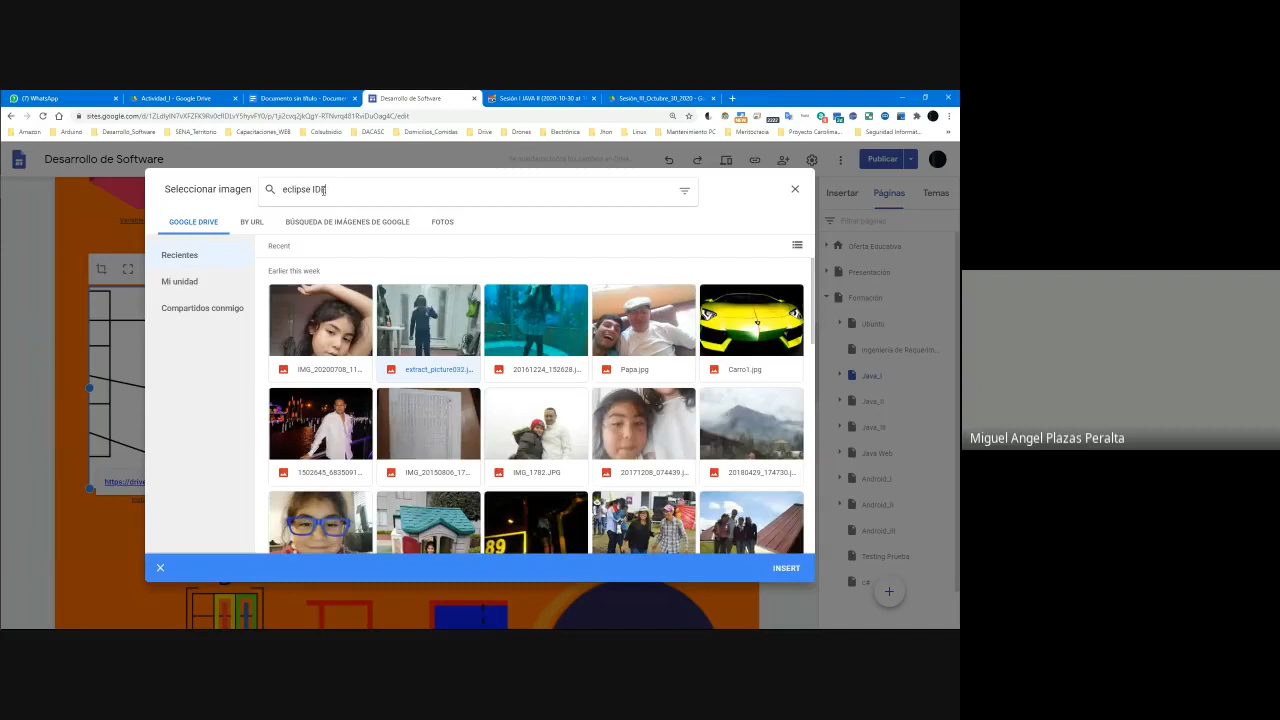 (7) WhatsApp
Actividad_I - Google Drive
Documento sin título - Docume
Desarrollo de Software
Sesión I JAVA II (2020-10-30 at
Sesión_III_Octubre_30_2020 - G
Amazon
Arduino
Desarrollo_Software
SENA_Territorio
Capacitaciones_WEB
Colsubsidio
DACASC
Domicilios_Comidas
Drive
Drones
Electrónica
Jhon
Linux
Mantenimiento PC
Meritocracia
Proyecto Carolima...
Seguridad Informát...
Desarrollo de Software
Publicar
Seleccionar imagen
eclipse IDE
Insertar
Páginas
Temas
Filtrar páginas
GOOGLE DRIVE
BY URL
BÚSQUEDA DE IMÁGENES DE GOOGLE
FOTOS
Recientes
Mi unidad
Compartidos conmigo
Recent
Earlier this week
IMG_20200708_11...
extract_picture032.j...
20161224_152628.j...
Papa.jpg
Carro1.jpg
1502645_6835091...
IMG_20150806_17...
IMG_1782.JPG
20171208_074439.j...
20180429_174730.j...
89
https://drive
INSERT
Oferta Educativa
Presentación
Formación
Ubuntu
Ingeniería de Requerim...
Java_I
Java_II
Java_III
Java Web
Android_I
Android_II
Android_III
Testing Prueba
c#
Miguel Angel Plazas Peralta